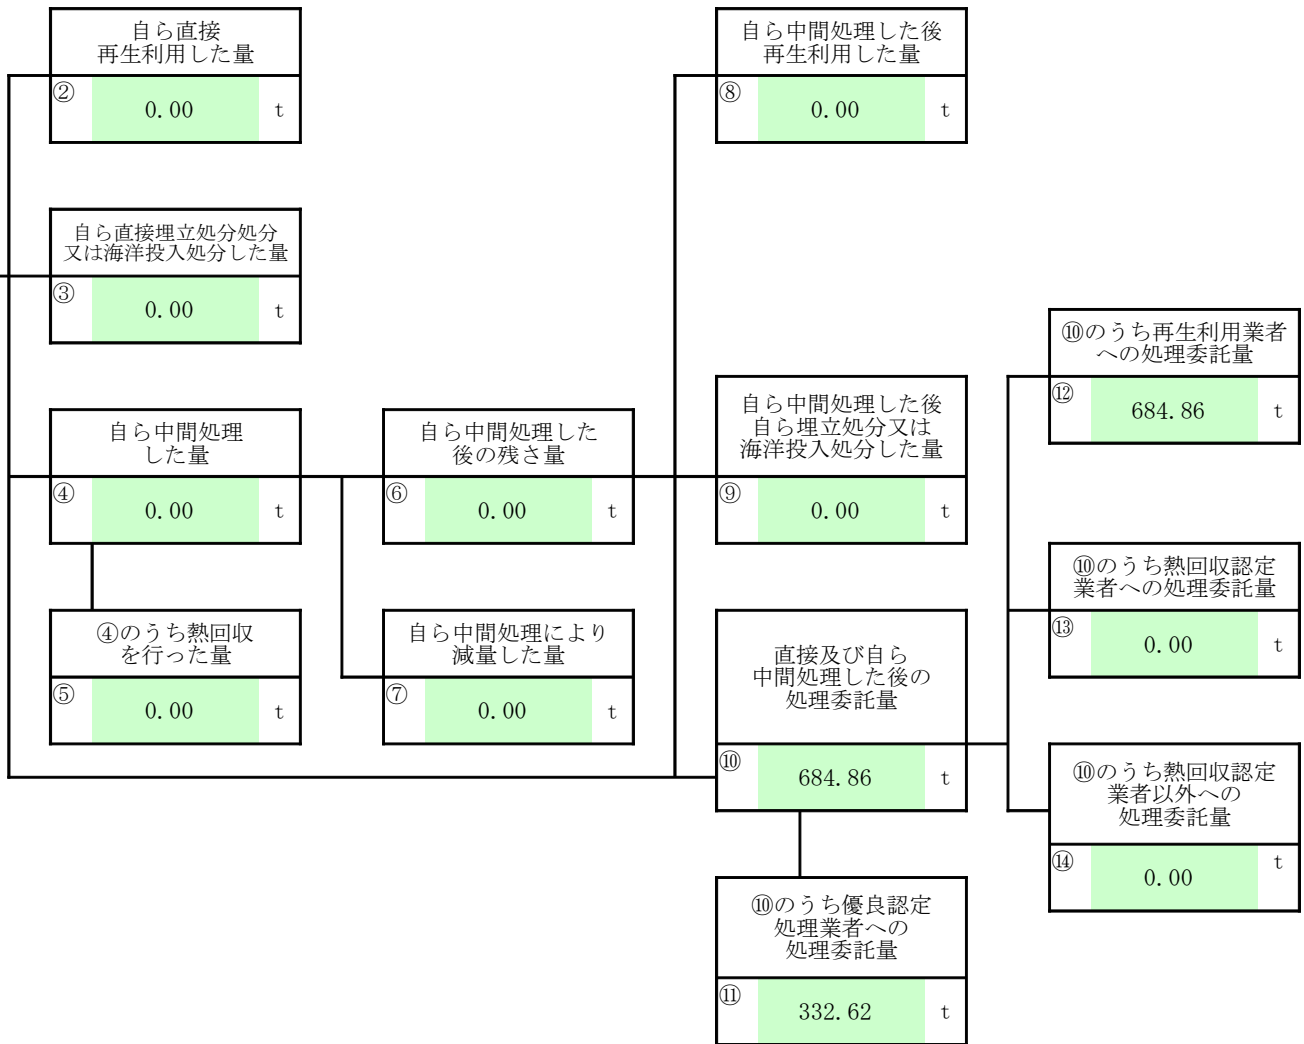 自ら直接
再生利用した量
② 0.00 t
自ら中間処理した後
再生利用した量
⑧ 0.00 t
自ら直接埋立処分処分
又は海洋投入処分した量
③ 0.00 t
⑩のうち再生利用業者
への処理委託量
⑫ 684.86 t
自ら中間処理
した量
④ 0.00 t
自ら中間処理した
後の残さ量
⑥ 0.00 t
自ら中間処理した後
自ら埋立処分又は
海洋投入処分した量
⑨ 0.00 t
⑩のうち熱回収認定
業者への処理委託量
⑬ 0.00 t
④のうち熱回収
を行った量
⑤ 0.00 t
自ら中間処理により
減量した量
⑦ 0.00 t
直接及び自ら
中間処理した後の
処理委託量
⑩ 684.86 t
⑩のうち熱回収認定
業者以外への
処理委託量
⑭ 0.00 t
⑩のうち優良認定
処理業者への
処理委託量
⑪ 332.62 t